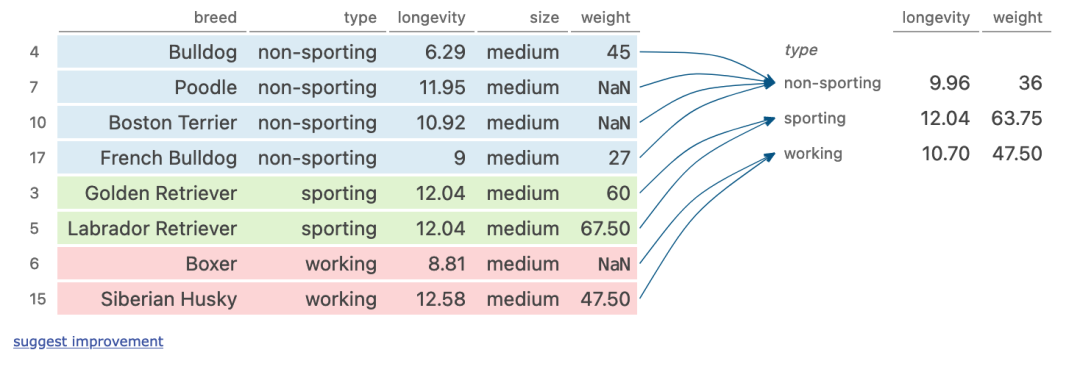 breed type longevity size weight longevity weight
4 Bulldog non-sporting 6.29 medium 45 type
7 Poodle non-sporting 11.95 medium NaN non-sporting 9.96 36
10 Boston Terrier non-sporting 10.92 medium NaN sporting 12.04 63.75
17 French Bulldog non-sporting 9 medium 27 working 10.70 47.50
3 Golden Retriever sporting 12.04 medium 60
5 Labrador Retriever sporting 12.04 medium 67.50
6 Boxer working 8.81 medium NaN
15 Siberian Husky working 12.58 medium 47.50
suggest improvement